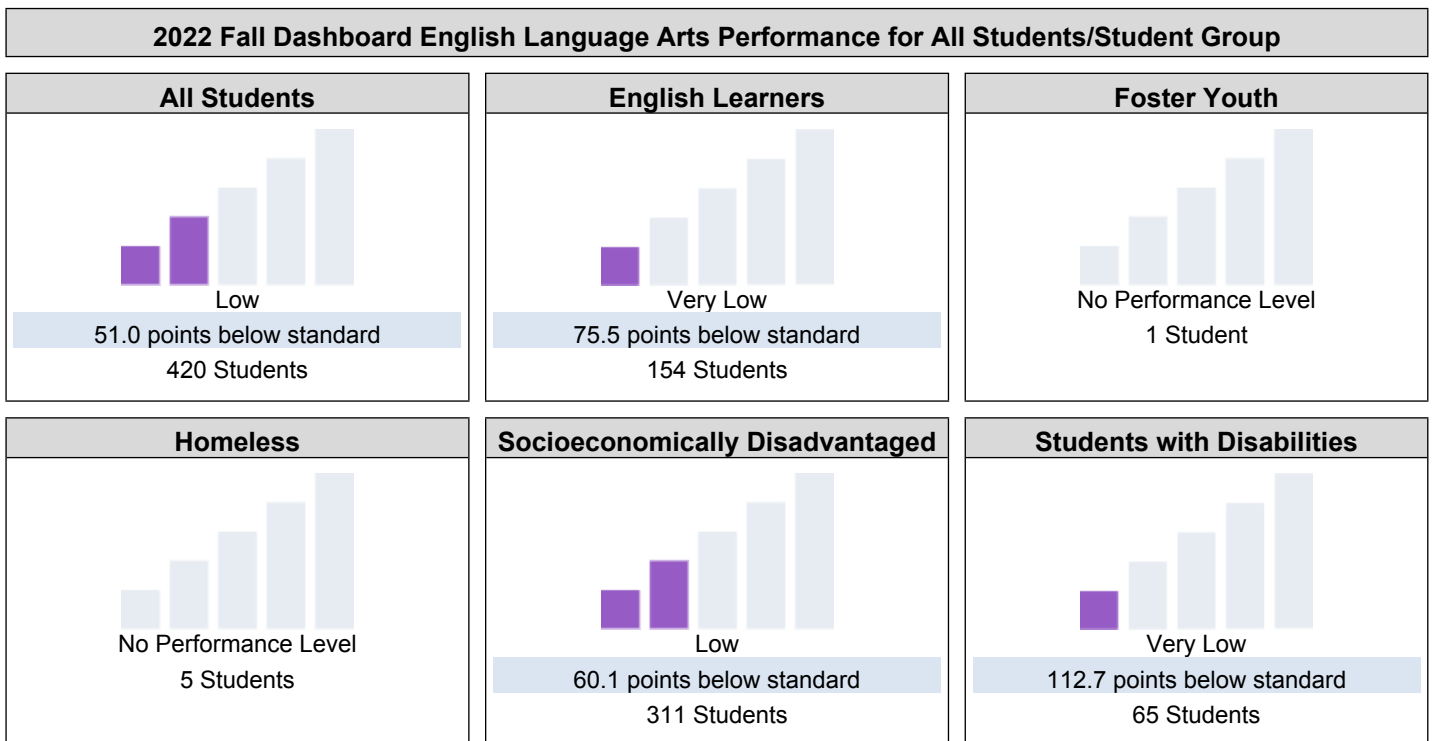 2022 Fall Dashboard English Language Arts Performance for All Students/Student Group
All Students
Low
51.0 points below standard
420 Students
English Learners
Very Low
75.5 points below standard
154 Students
Foster Youth
No Performance Level
1 Student
Homeless
No Performance Level
5 Students
Socioeconomically Disadvantaged
Low
60.1 points below standard
311 Students
Students with Disabilities
Very Low
112.7 points below standard
65 Students